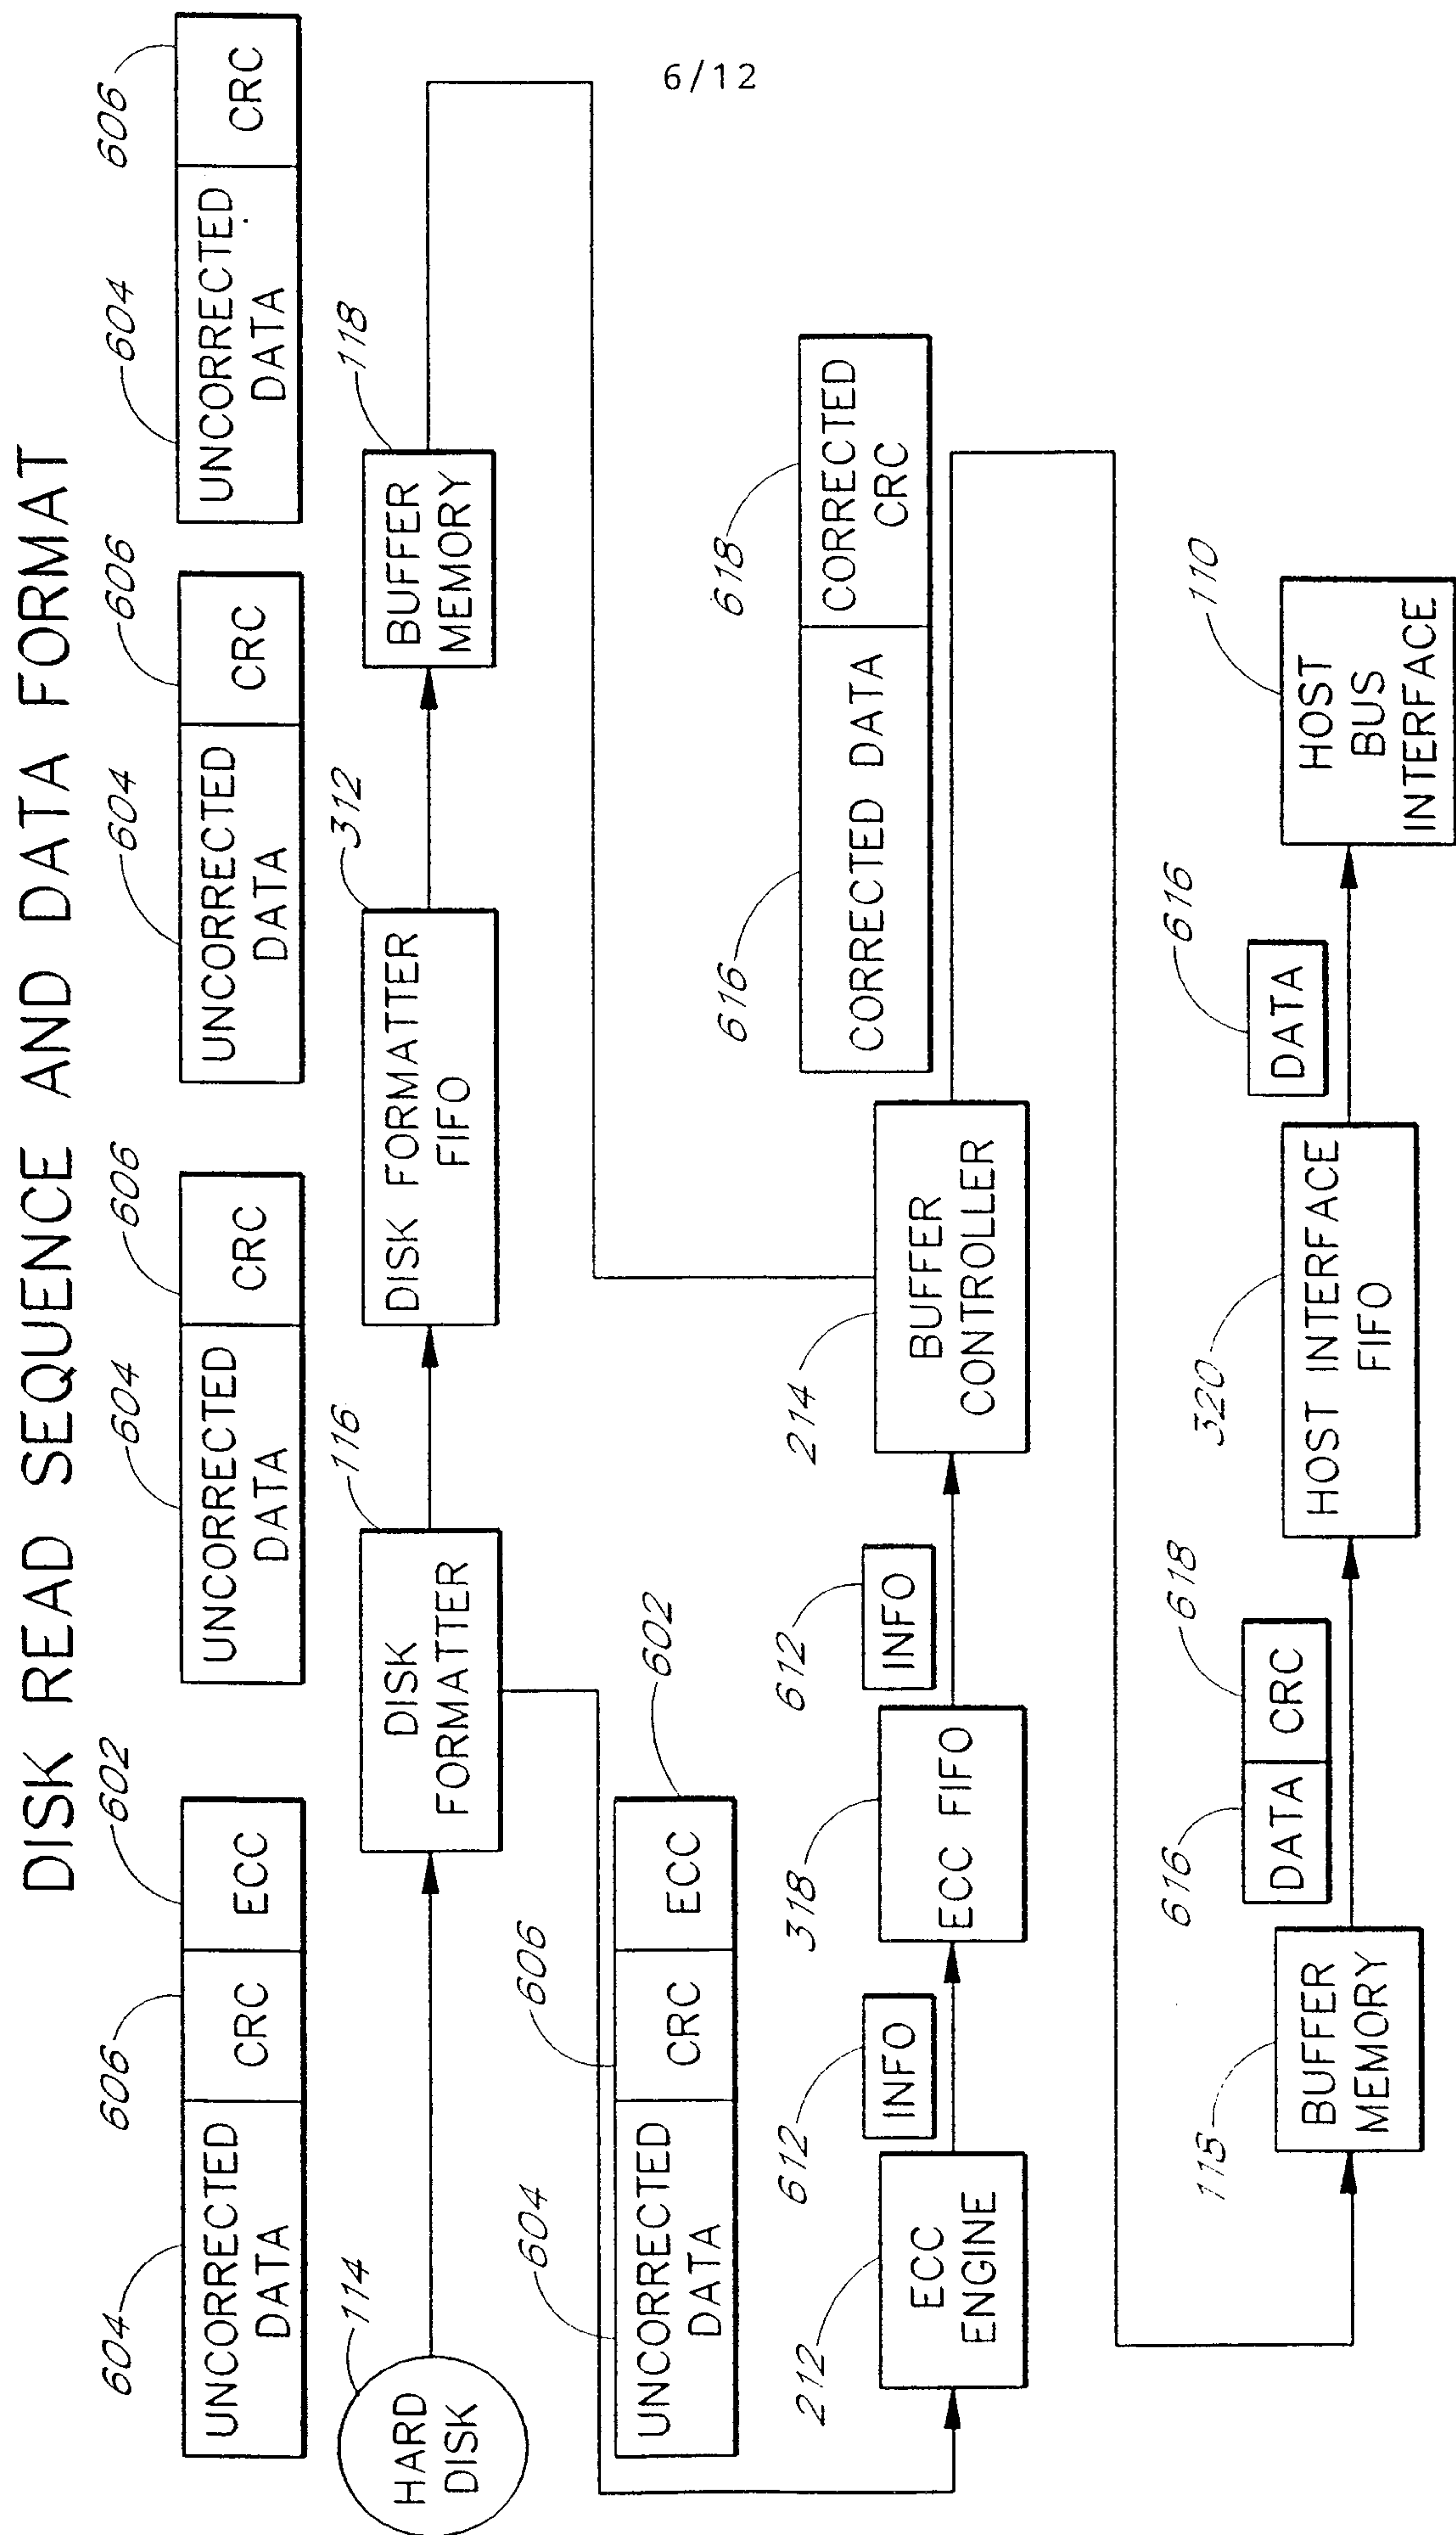 6/12
DISK READ SEQUENCE AND DATA FORMAT
604
606
602
604
606
604
606
604
606
UNCORRECTED
DATA
CRC
ECC
UNCORRECTED
DATA
CRC
UNCORRECTED
DATA
CRC
UNCORRECTED
DATA
CRC
114
116
312
118
HARD
DISK
DISK
FORMATTER
DISK FORMATTER
FIFO
BUFFER
MEMORY
604
606
602
UNCORRECTED
DATA
CRC
ECC
616
618
CORRECTED DATA
CORRECTED
CRC
212
612
318
612
214
INFO
INFO
ECC
ENGINE
ECC FIFO
BUFFER
CONTROLLER
118
616
618
320
616
110
DATA
CRC
DATA
BUFFER
MEMORY
HOST INTERFACE
FIFO
HOST
BUS
INTERFACE